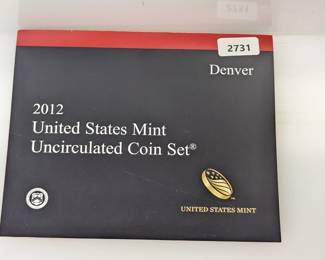 2731
Denver
2012
United States Mint
Uncirculated Coin Set®
UNITED STATES MINT